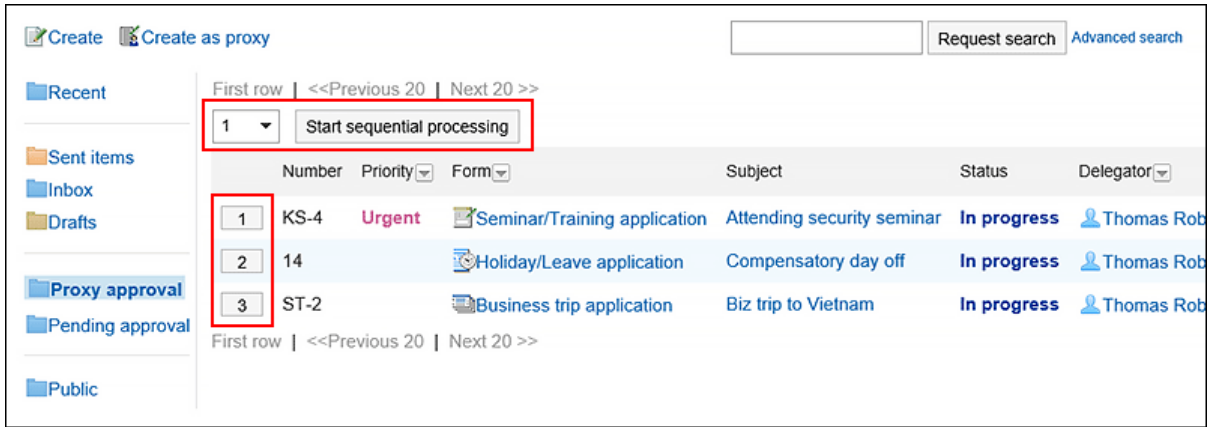 Create Create as proxy Request search Advanced search
Recent
First row | <<Previous 20 | Next 20 >>
1 Start sequential processing
Sent items
Inbox
Drafts
Proxy approval
Pending approval
Public
Number Priority Form Subject Status Delegator
1 KS-4 Urgent Seminar/Training application Attending security seminar In progress Thomas Rob
2 14 Holiday/Leave application Compensatory day off In progress Thomas Rob
3 ST-2 Business trip application Biz trip to Vietnam In progress Thomas Rob
First row | <<Previous 20 | Next 20 >>